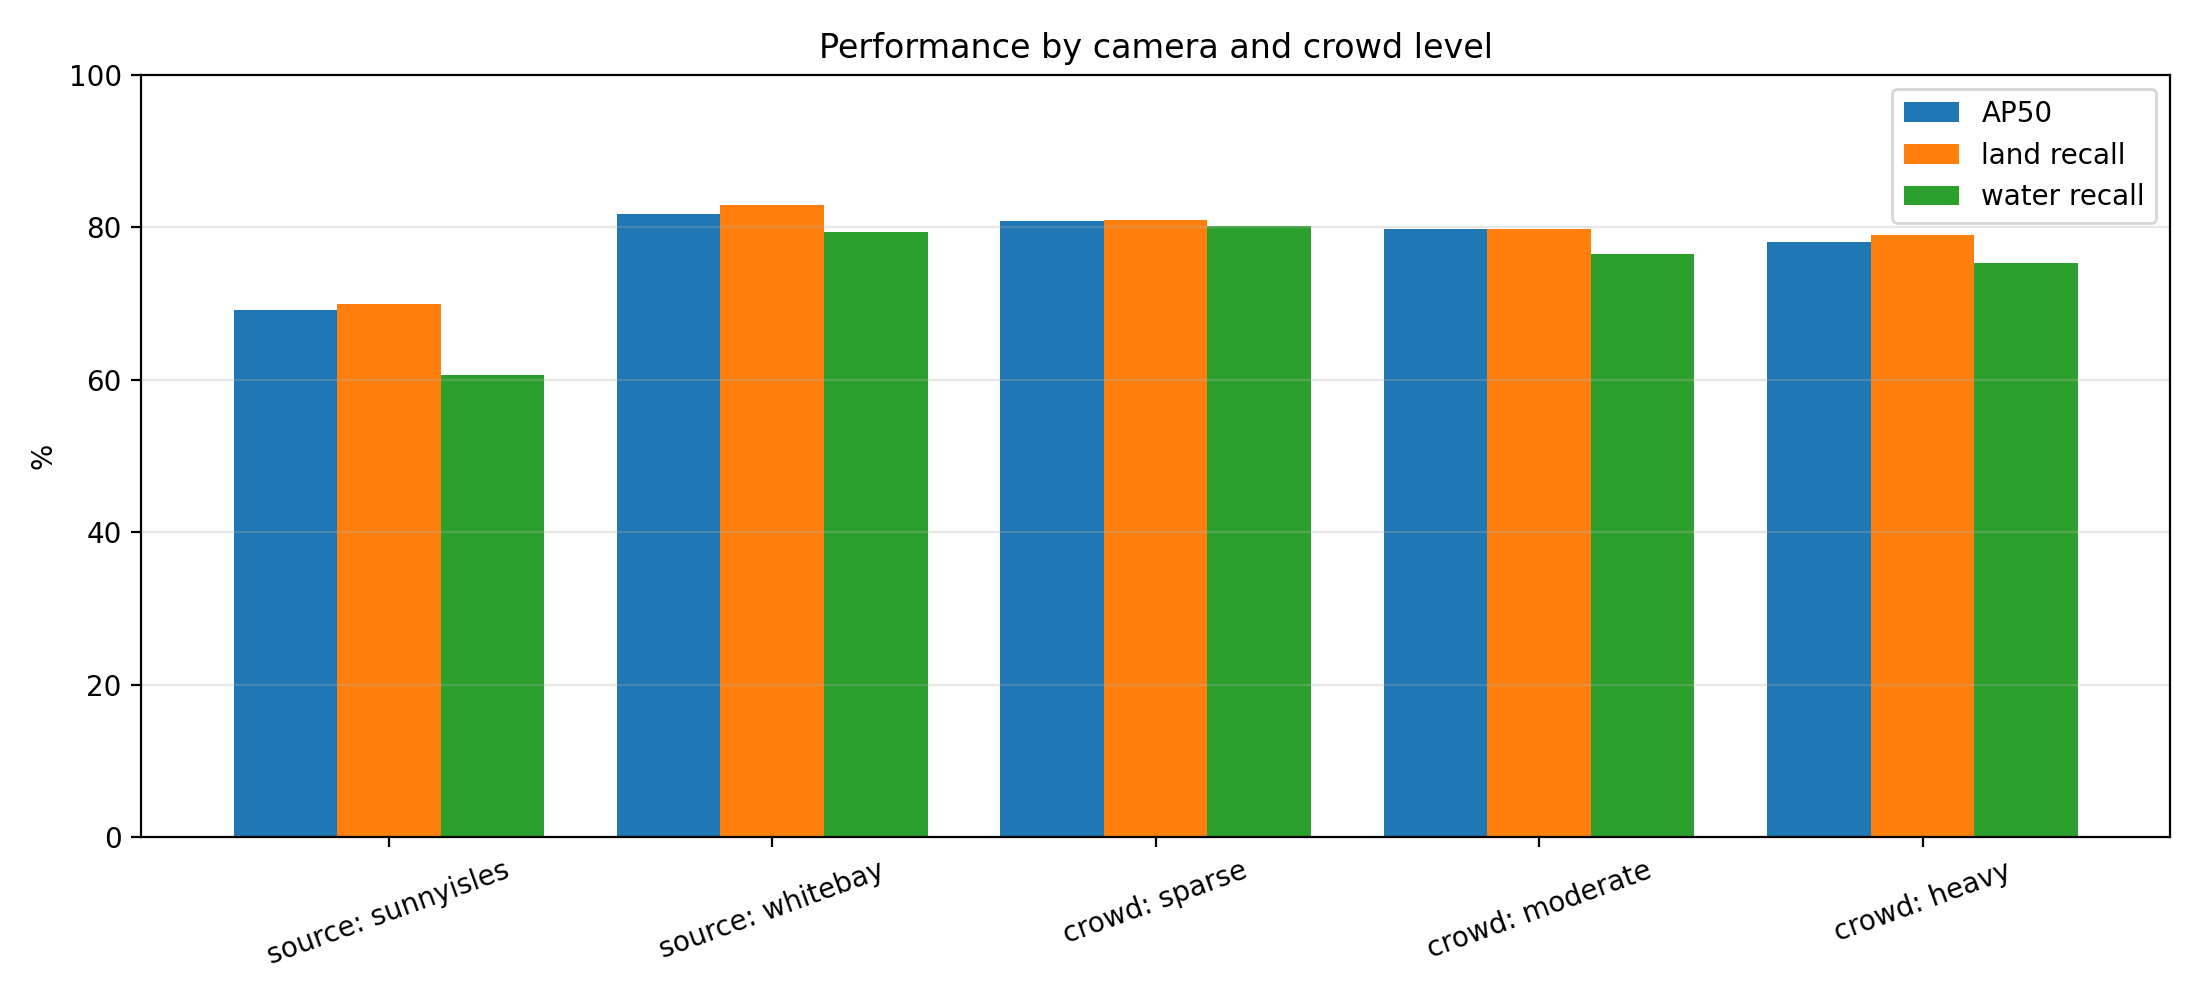 Performance by camera and crowd level
100
80
60
40
20
0
%
AP50
land recall
water recall
source: sunnyisles
source: whitebay
crowd: sparse
crowd: moderate
crowd: heavy